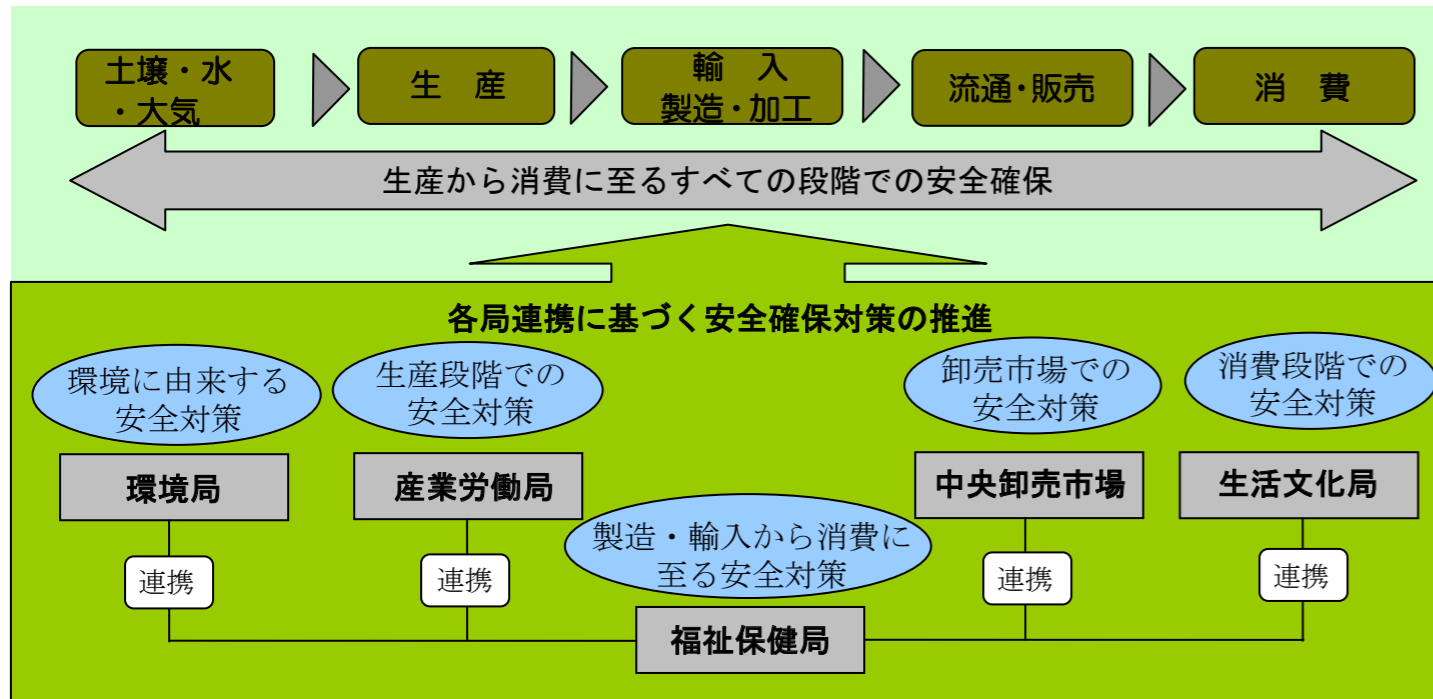 土壌・水
・大気
生　産
輸　入
製造・加工
流通・販売
消　費
生産から消費に至るすべての段階での安全確保
各局連携に基づく安全確保対策の推進
環境に由来する
安全対策
生産段階での
安全対策
卸売市場での
安全対策
消費段階での
安全対策
環境局
産業労働局
中央卸売市場
生活文化局
製造・輸入から消費に
至る安全対策
連携
連携
連携
連携
福祉保健局